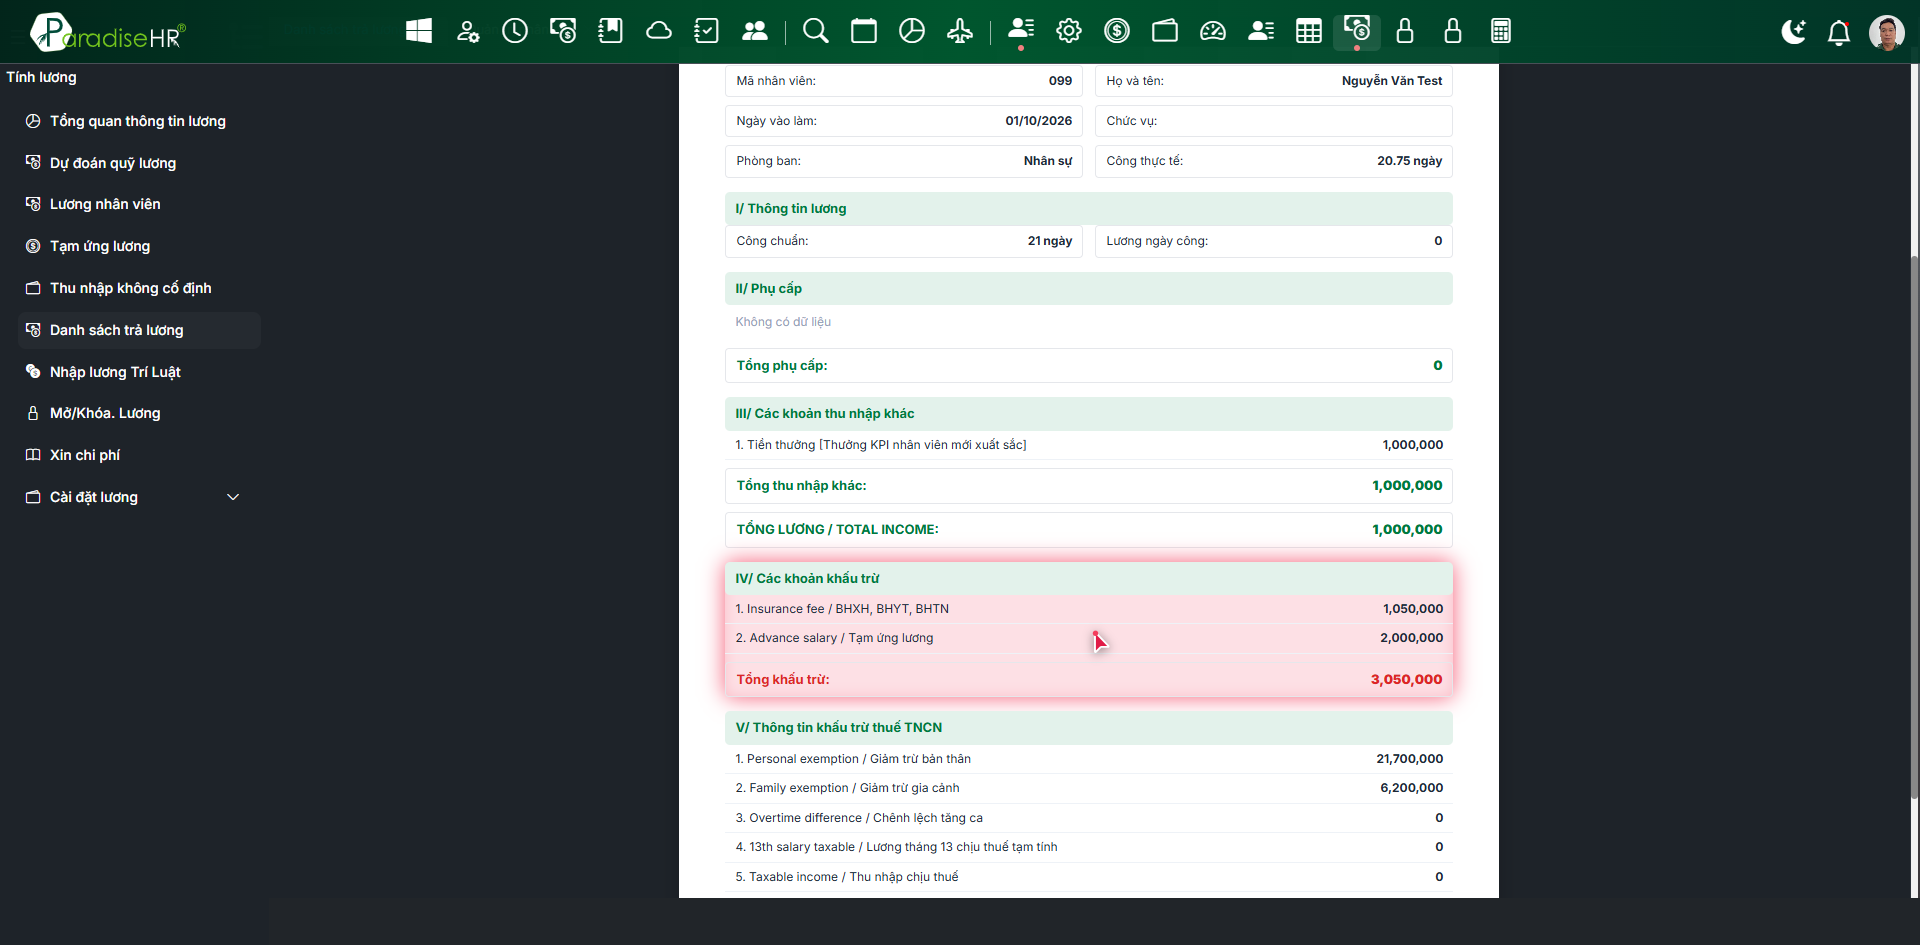 ParadiseHR®
Tính lương
Tổng quan thông tin lương
Dự đoán quỹ lương
Lương nhân viên
Tạm ứng lương
Thu nhập không cố định
Danh sách trả lương
Nhập lương Trí Luật
Mở/Khóa. Lương
Xin chi phí
Cài đặt lương
Mã nhân viên: 099 Họ và tên: Nguyễn Văn Test
Ngày vào làm: 01/10/2026 Chức vụ:
Phòng ban: Nhân sự Công thực tế: 20.75 ngày
I/ Thông tin lương
Công chuẩn: 21 ngày Lương ngày công: 0
II/ Phụ cấp
Không có dữ liệu
Tổng phụ cấp: 0
III/ Các khoản thu nhập khác
1. Tiền thưởng [Thưởng KPI nhân viên mới xuất sắc] 1,000,000
Tổng thu nhập khác: 1,000,000
TỔNG LƯƠNG / TOTAL INCOME: 1,000,000
IV/ Các khoản khấu trừ
1. Insurance fee / BHXH, BHYT, BHTN 1,050,000
2. Advance salary / Tạm ứng lương 2,000,000
Tổng khấu trừ: 3,050,000
V/ Thông tin khấu trừ thuế TNCN
1. Personal exemption / Giảm trừ bản thân 21,700,000
2. Family exemption / Giảm trừ gia cảnh 6,200,000
3. Overtime difference / Chênh lệch tăng ca 0
4. 13th salary taxable / Lương tháng 13 chịu thuế tạm tính 0
5. Taxable income / Thu nhập chịu thuế 0